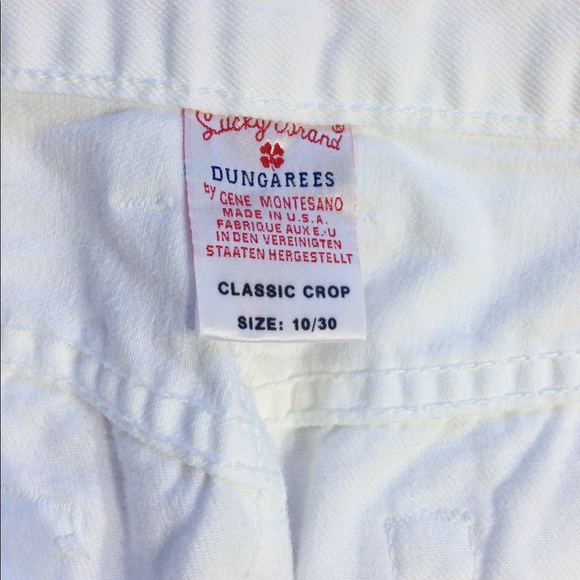 Lucky Brand®
DUNGAREES
by GENE MONTESANO
MADE IN U.S.A.
FABRIQUE AUX E.-U
IN DEN VEREINIGTEN
STAATEN HERGESTELLT
CLASSIC CROP
SIZE: 10/30